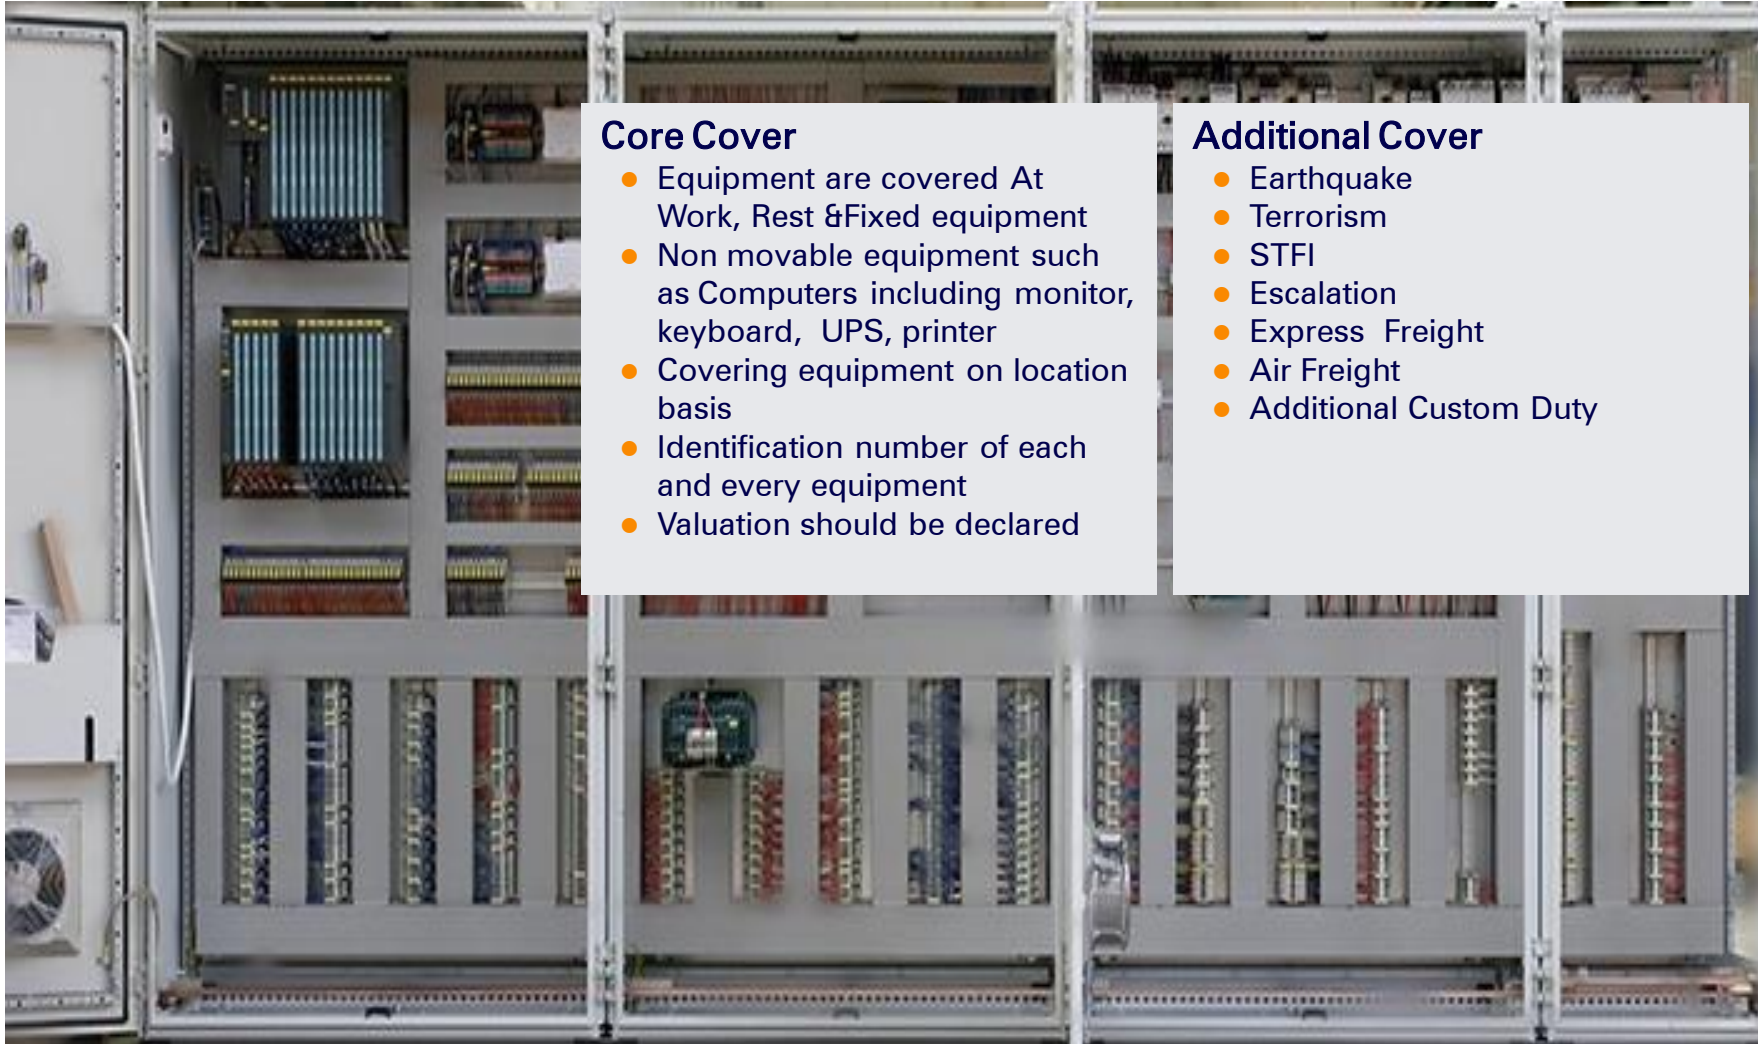 Core Cover
Equipment are covered At
Work, Rest &Fixed equipment
Non movable equipment such
as Computers including monitor,
keyboard, UPS, printer
Covering equipment on location
basis
Identification number of each
and every equipment
Valuation should be declared
Additional Cover
Earthquake
Terrorism
STFI
Escalation
Express Freight
Air Freight
Additional Custom Duty